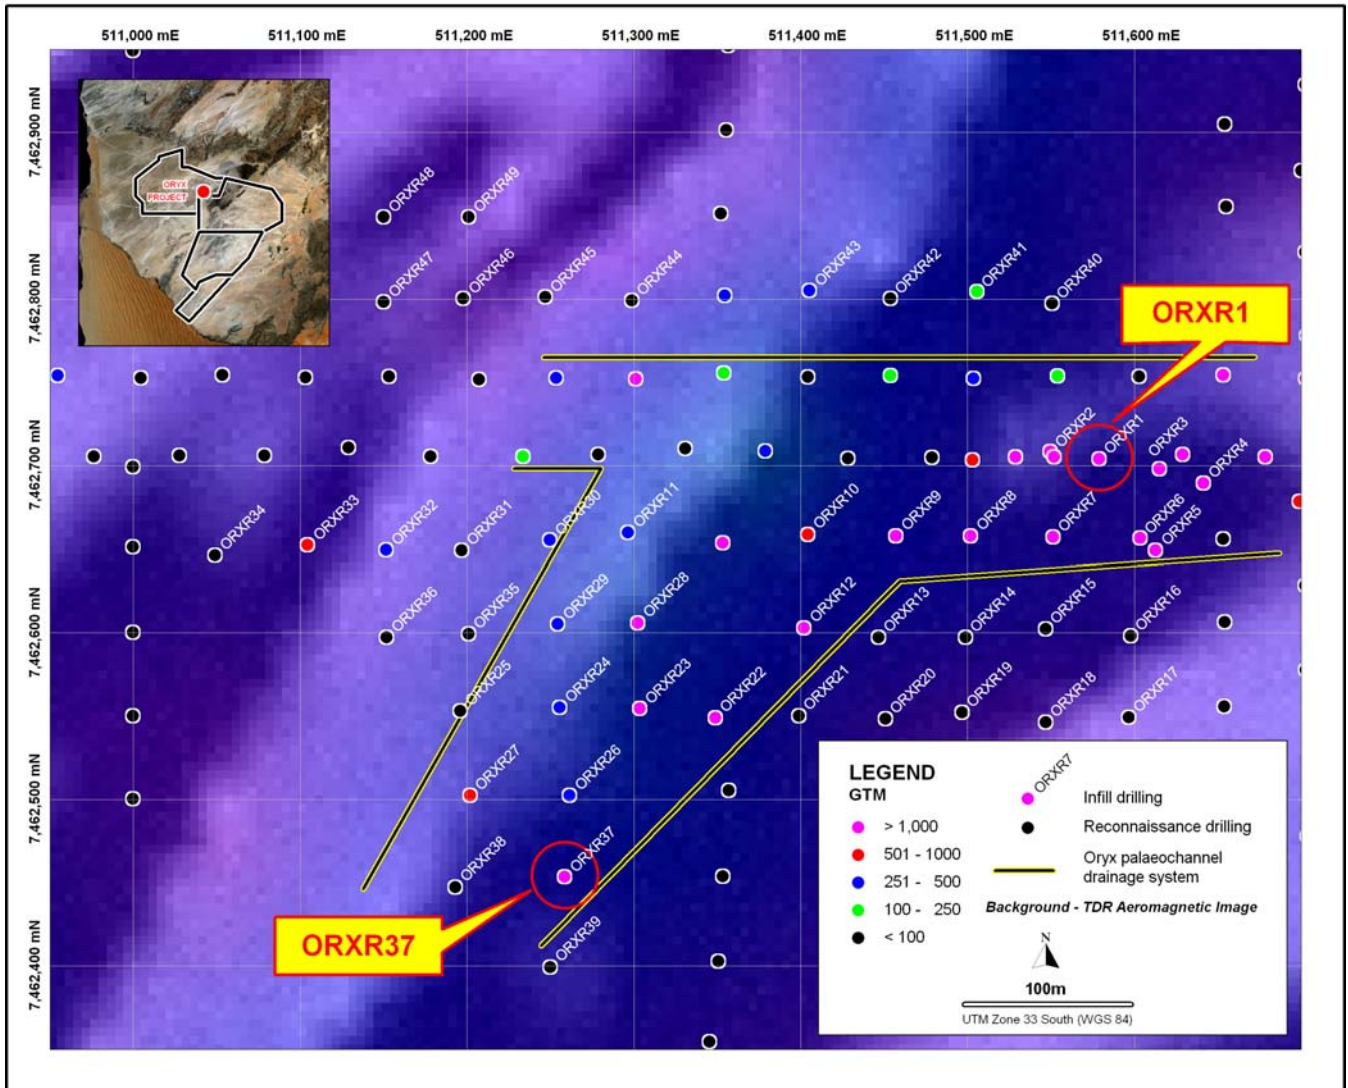 511,000 mE
511,100 mE
511,200 mE
511,300 mE
511,400 mE
511,500 mE
511,600 mE
7,462,900 mN
7,462,800 mN
7,462,700 mN
7,462,600 mN
7,462,500 mN
7,462,400 mN
ORYX
PROJECT
ORXR48
ORXR49
ORXR47
ORXR46
ORXR45
ORXR44
ORXR43
ORXR42
ORXR41
ORXR40
ORXR1
ORXR2
ORXR1
ORXR3
ORXR4
ORXR34
ORXR33
ORXR32
ORXR31
ORXR30
ORXR11
ORXR10
ORXR9
ORXR8
ORXR7
ORXR6
ORXR5
ORXR36
ORXR35
ORXR29
ORXR28
ORXR12
ORXR13
ORXR14
ORXR15
ORXR16
ORXR25
ORXR24
ORXR23
ORXR22
ORXR21
ORXR20
ORXR19
ORXR18
ORXR17
ORXR27
ORXR26
ORXR38
ORXR37
ORXR37
ORXR39
LEGEND
GTM
> 1,000
501 - 1000
251 - 500
100 - 250
< 100
ORXR7
Infill drilling
Reconnaissance drilling
Oryx palaeochannel
drainage system
Background - TDR Aeromagnetic Image
N
100m
UTM Zone 33 South (WGS 84)